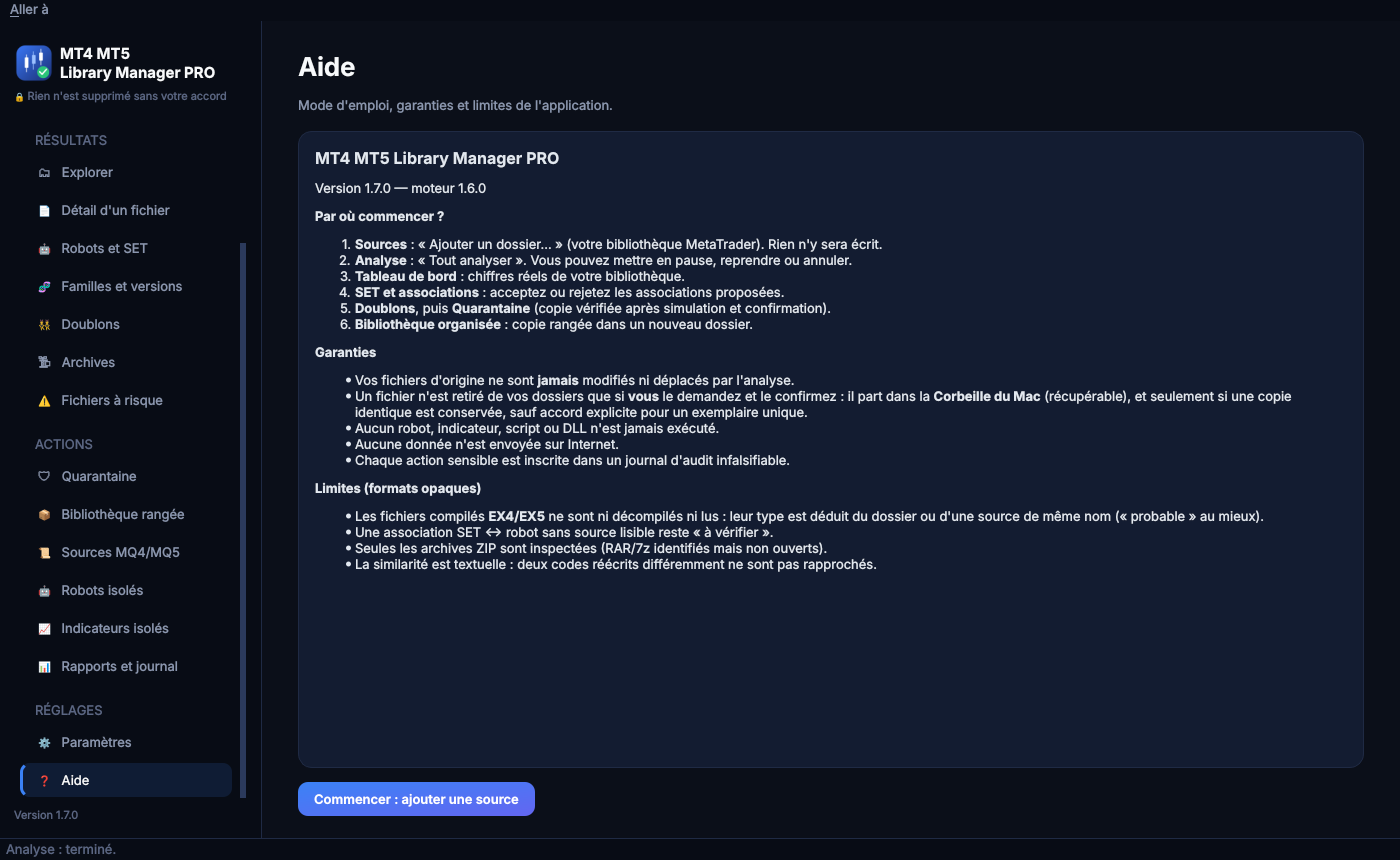 Aller à
MT4 MT5
Library Manager PRO
🔒 Rien n'est supprimé sans votre accord
RÉSULTATS
Explorer
Détail d'un fichier
Robots et SET
Familles et versions
Doublons
Archives
Fichiers à risque
ACTIONS
Quarantaine
Bibliothèque rangée
Sources MQ4/MQ5
Robots isolés
Indicateurs isolés
Rapports et journal
RÉGLAGES
Paramètres
Aide
Version 1.7.0
Analyse : terminé.
Aide
Mode d'emploi, garanties et limites de l'application.
MT4 MT5 Library Manager PRO
Version 1.7.0 — moteur 1.6.0
Par où commencer ?
1. Sources : « Ajouter un dossier... » (votre bibliothèque MetaTrader). Rien n'y sera écrit.
2. Analyse : « Tout analyser ». Vous pouvez mettre en pause, reprendre ou annuler.
3. Tableau de bord : chiffres réels de votre bibliothèque.
4. SET et associations : acceptez ou rejetez les associations proposées.
5. Doublons, puis Quarantaine (copie vérifiée après simulation et confirmation).
6. Bibliothèque organisée : copie rangée dans un nouveau dossier.
Garanties
• Vos fichiers d'origine ne sont jamais modifiés ni déplacés par l'analyse.
• Un fichier n'est retiré de vos dossiers que si vous le demandez et le confirmez : il part dans la Corbeille du Mac (récupérable), et seulement si une copie
identique est conservée, sauf accord explicite pour un exemplaire unique.
• Aucun robot, indicateur, script ou DLL n'est jamais exécuté.
• Aucune donnée n'est envoyée sur Internet.
• Chaque action sensible est inscrite dans un journal d'audit infalsifiable.
Limites (formats opaques)
• Les fichiers compilés EX4/EX5 ne sont ni décompilés ni lus : leur type est déduit du dossier ou d'une source de même nom (« probable » au mieux).
• Une association SET ↔ robot sans source lisible reste « à vérifier ».
• Seules les archives ZIP sont inspectées (RAR/7z identifiés mais non ouverts).
• La similarité est textuelle : deux codes réécrits différemment ne sont pas rapprochés.
Commencer : ajouter une source